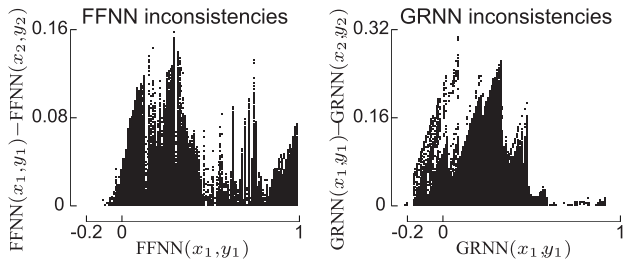 FFNN inconsistencies
FFNN(x₁,y₁)−FFNN(x₂,y₂)
0.16
0.08
0
-0.2 0 1
FFNN(x₁,y₁)
GRNN inconsistencies
GRNN(x₁,y₁)−GRNN(x₂,y₂)
0.32
0.16
0
-0.2 0 1
GRNN(x₁,y₁)